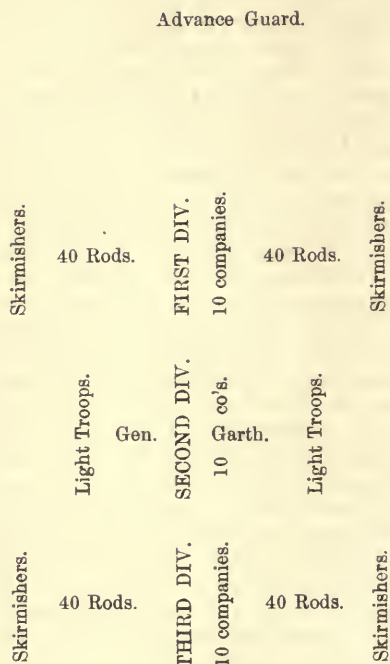 Advance Guard.
Skirmishers.
40 Rods.
FIRST DIV.
10 companies.
40 Rods.
Skirmishers.
Light Troops.
Gen.
SECOND DIV.
10 co's.
Garth.
Light Troops.
Skirmishers.
40 Rods.
THIRD DIV.
10 companies.
40 Rods.
Skirmishers.